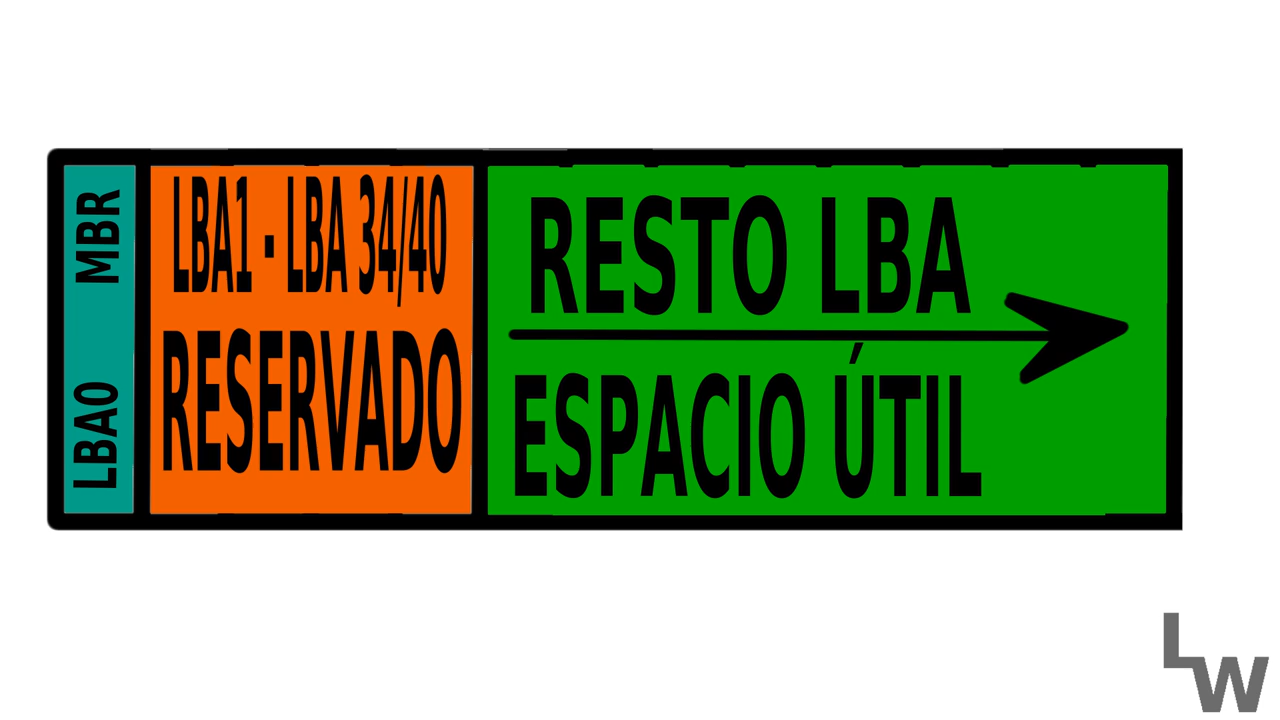 LBA0 MBR
LBA1 - LBA 34/40
RESERVADO
RESTO LBA
ESPACIO ÚTIL
LW